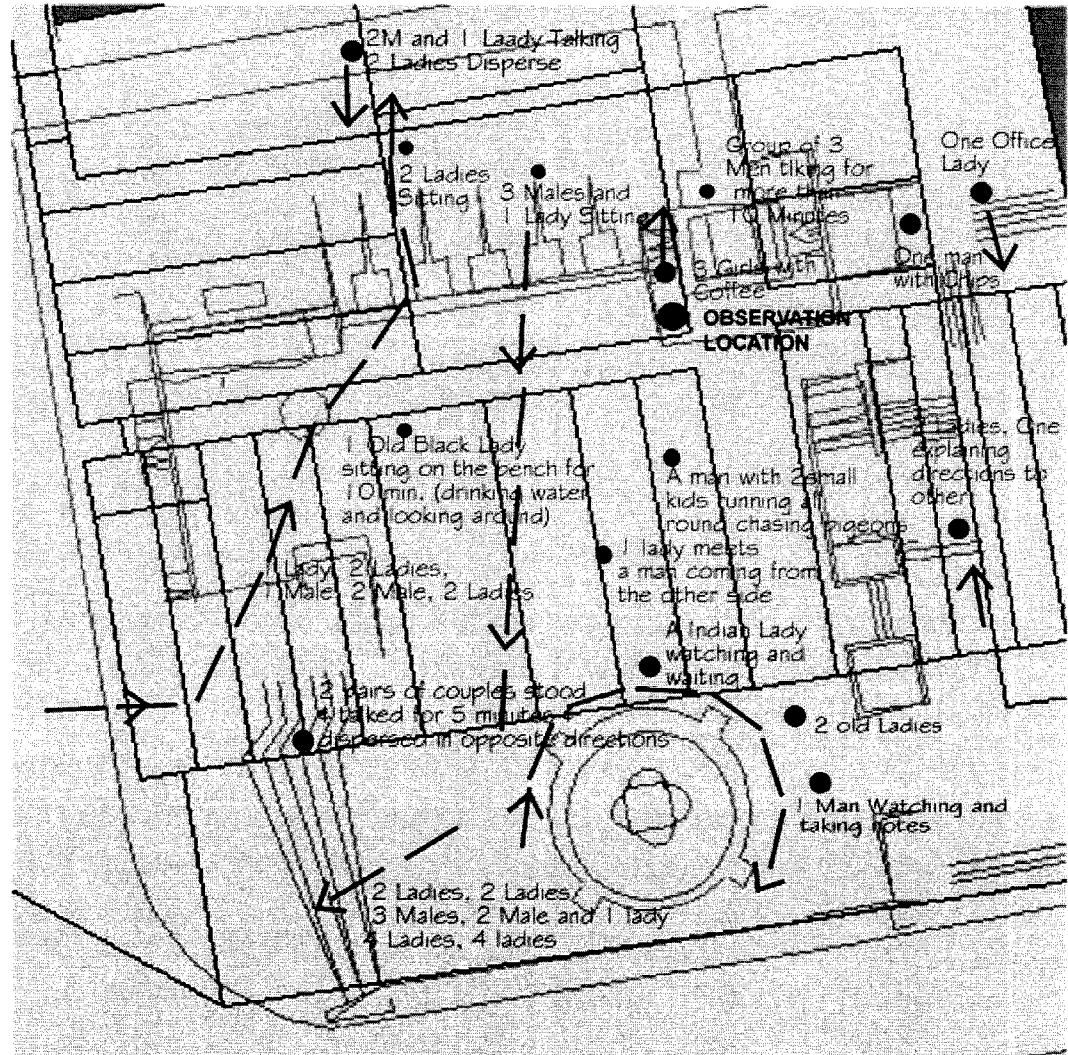 2M and 1 Laady Talking
2 Ladies Disperse
2 Ladies
Sitting
3 Males and
1 Lady Sitting
Group of 3
Men tlking for
more than
10 Minutes
One Office
Lady
One man
with Chips
3 Girls with
Coffee
OBSERVATION
LOCATION
1 Old Black Lady
sitting on the bench for
10 min. (drinking water
and looking around)
A man with 2 small
kids running all
round chasing pigeons
2 Ladies, One
explaining
directions to
other
1 lady meets
a man coming from
the other side
1 Lady, 2 Ladies,
1 Male, 2 Male, 2 Ladies
A Indian Lady
watching and
waiting
2 pairs of couples stood
talked for 5 minutes
dispersed in opposite directions
2 old Ladies
1 Man Watching and
taking notes
2 Ladies, 2 Ladies,
3 Males, 2 Male and 1 lady
4 Ladies, 4 ladies